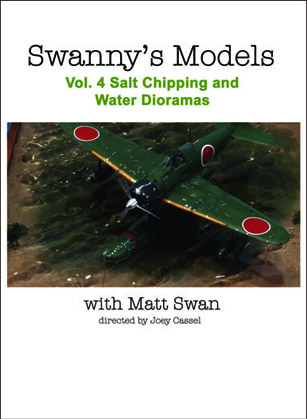 Swanny's Models
Vol. 4 Salt Chipping and
Water Dioramas
with Matt Swan
directed by Joey Cassel